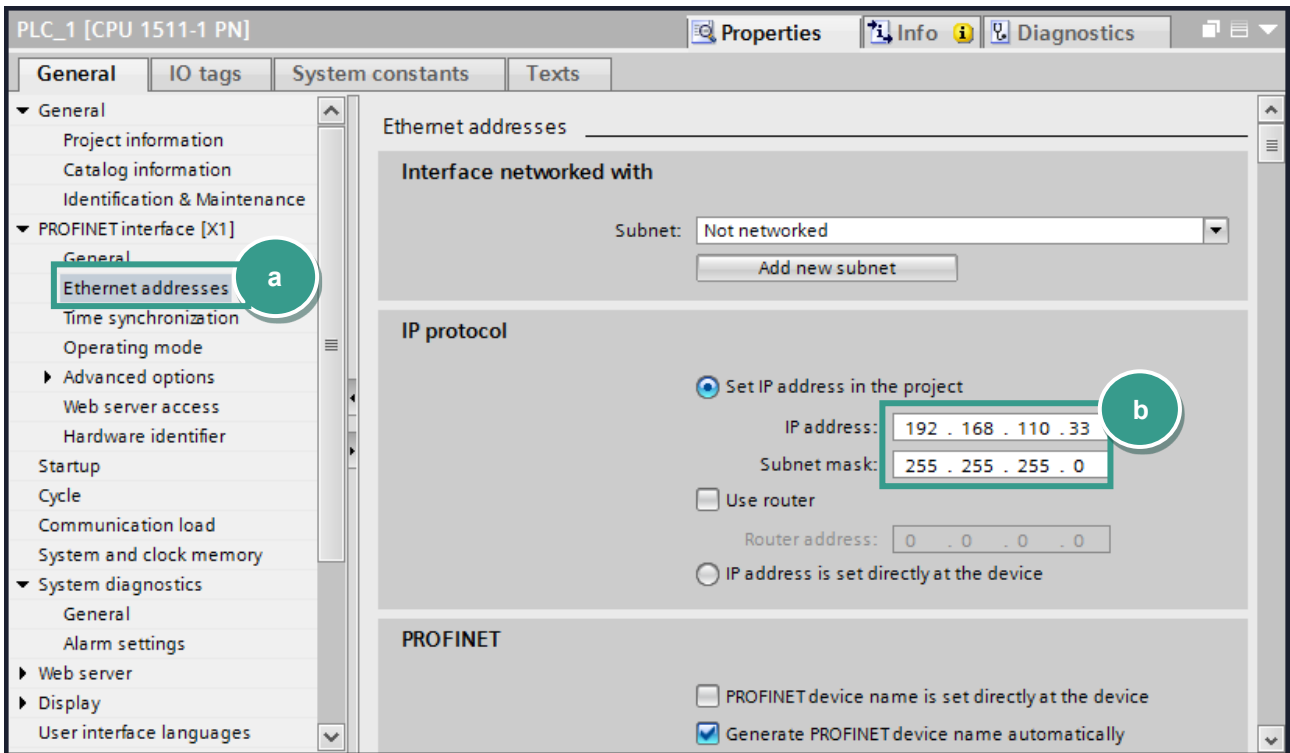 PLC_1 [CPU 1511-1 PN]
Properties
Info
Diagnostics
General
IO tags
System constants
Texts
General
Project information
Catalog information
Identification & Maintenance
PROFINET interface [X1]
General
Ethernet addresses
a
Time synchronization
Operating mode
Advanced options
Web server access
Hardware identifier
Startup
Cycle
Communication load
System and clock memory
System diagnostics
General
Alarm settings
Web server
Display
User interface languages
Ethernet addresses
Interface networked with
Subnet: Not networked
Add new subnet
IP protocol
Set IP address in the project
IP address: 192 . 168 . 110 .33
b
Subnet mask: 255 . 255 . 255 . 0
Use router
Router address: 0 . 0 . 0 . 0
IP address is set directly at the device
PROFINET
PROFINET device name is set directly at the device
Generate PROFINET device name automatically